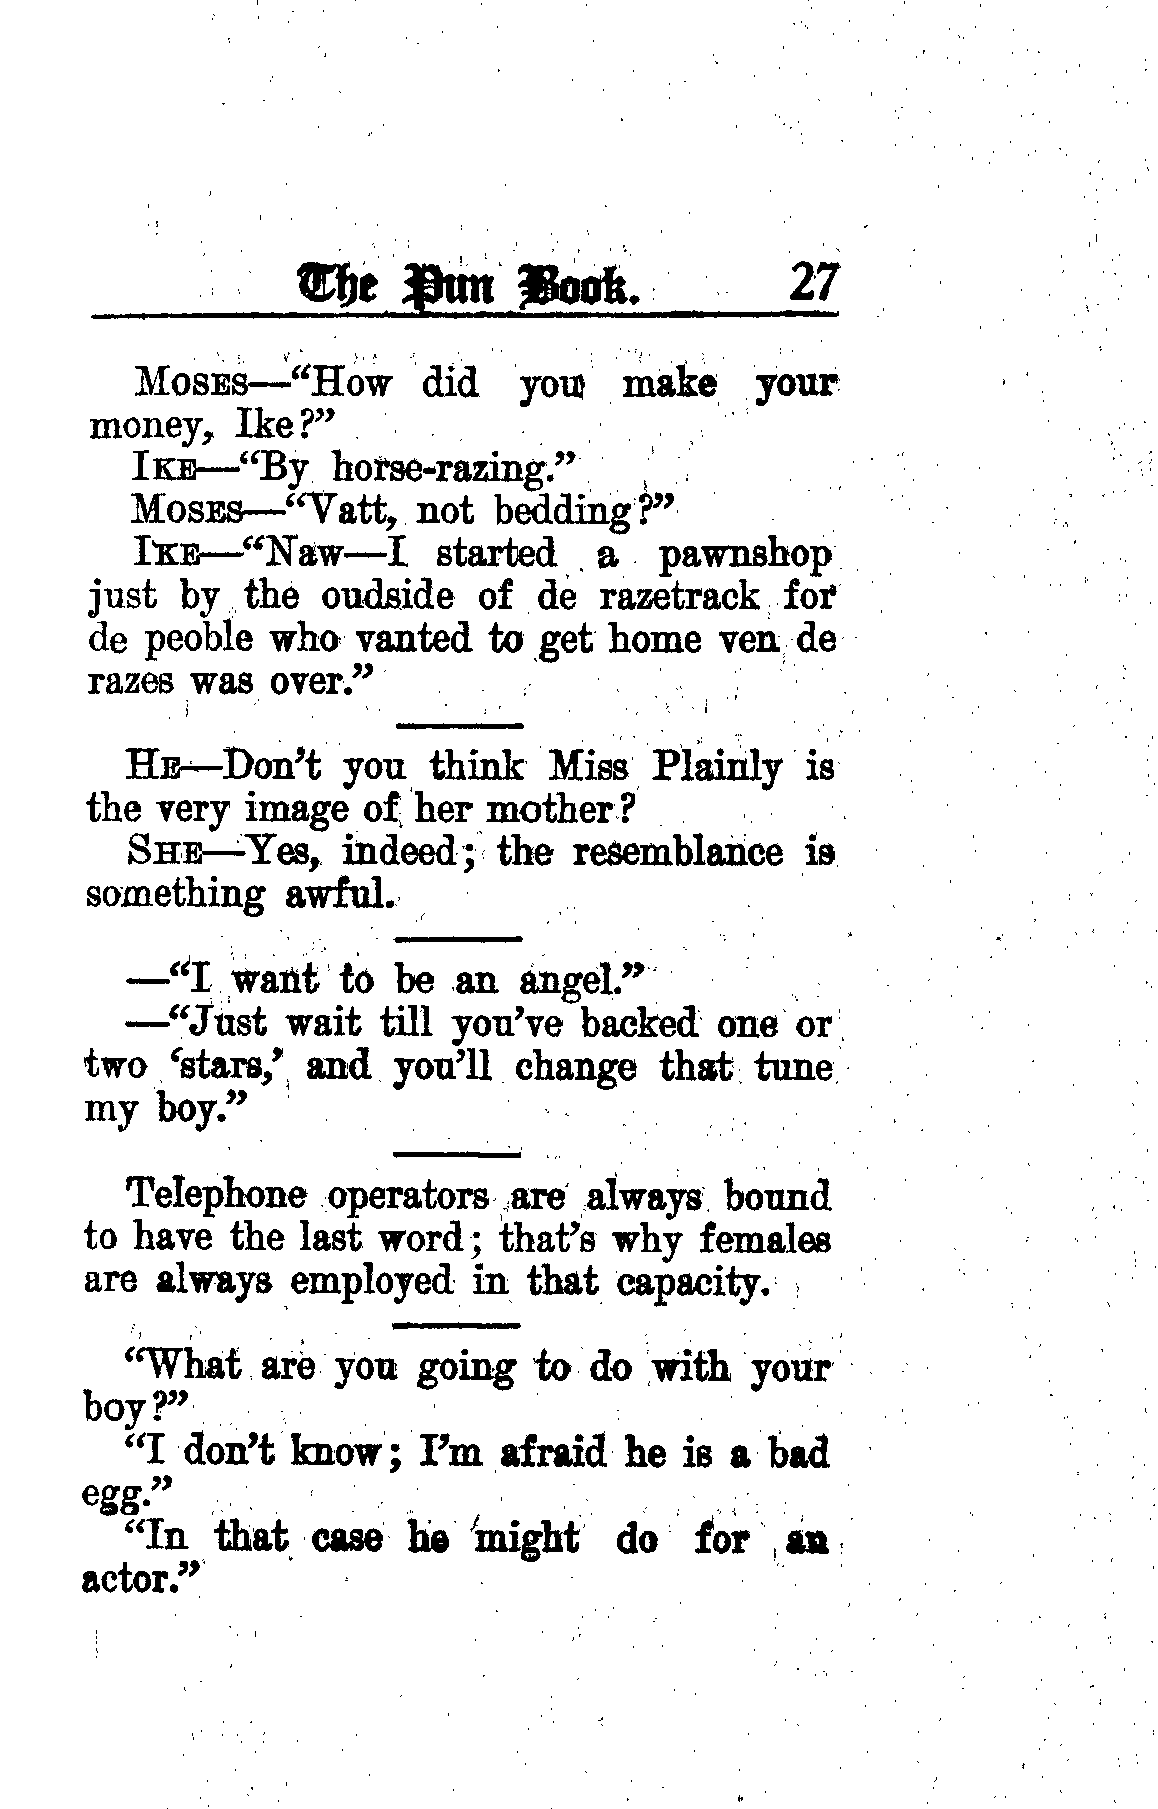 The Pun Book. 27
MOSES—“How did you make your
money, Ike?”
IKE—“By horse-razing.”
MOSES—“Vatt, not bedding?”
IKE—“Naw—I started a pawnshop
just by the oudside of de razetrack for
de peoble who vanted to get home ven de
razes was over.”
HE—Don’t you think Miss Plainly is
the very image of her mother?
SHE—Yes, indeed; the resemblance is
something awful.
—“I want to be an angel.”
—“Just wait till you’ve backed one or
two ‘stars,’ and you’ll change that tune
my boy.”
Telephone operators are always bound
to have the last word; that’s why females
are always employed in that capacity.
“What are you going to do with your
boy?”
“I don’t know; I’m afraid he is a bad
egg.”
“In that case he might do for an
actor.”